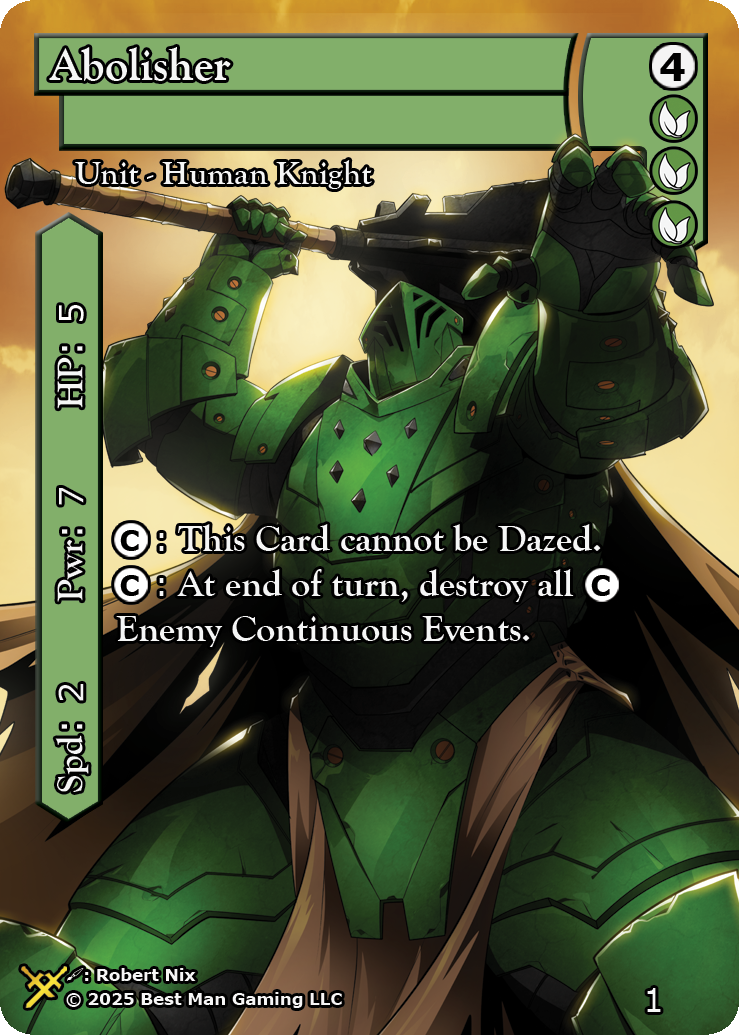 Abolisher
4
Unit - Human Knight
HP: 5
Pwr: 7
Spd: 2
C: This Card cannot be Dazed.
C: At end of turn, destroy all C
Enemy Continuous Events.
: Robert Nix
© 2025 Best Man Gaming LLC
1